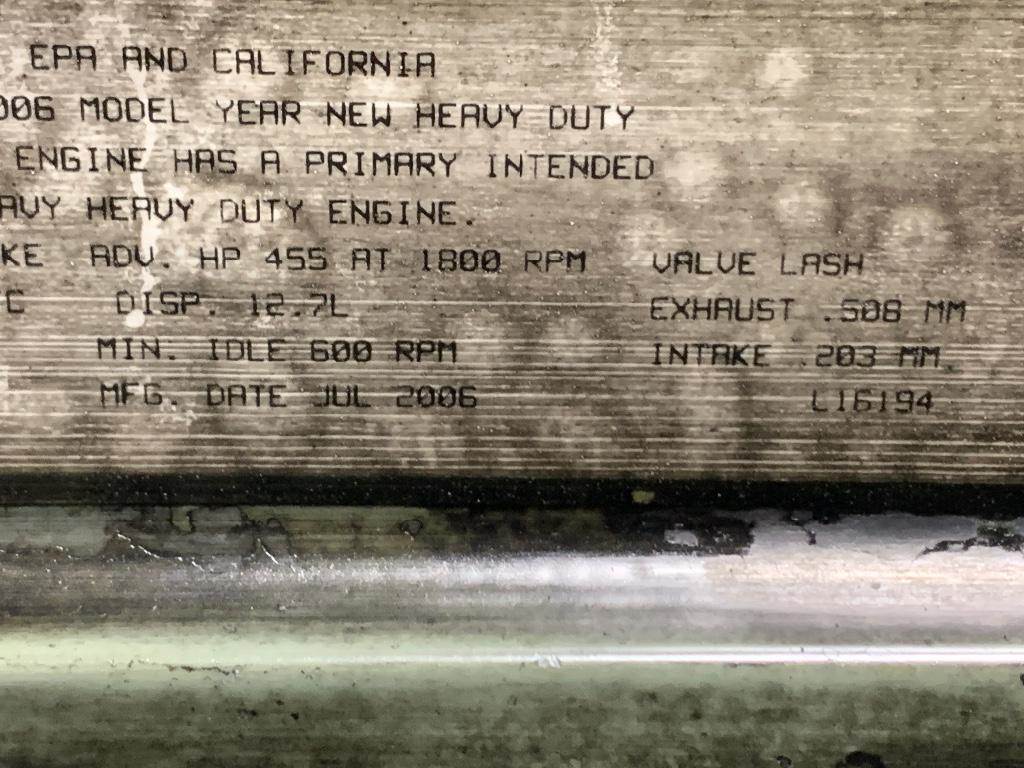 EPA AND CALIFORNIA
006 MODEL YEAR NEW HEAVY DUTY
ENGINE HAS A PRIMARY INTENDED
AVY HEAVY DUTY ENGINE.
KE ADV. HP 455 AT 1800 RPM VALVE LASH
C DISP. 12.7L EXHAUST .508 MM
MIN. IDLE 600 RPM INTAKE .203 MM.
MFG. DATE JUL 2006 L16194